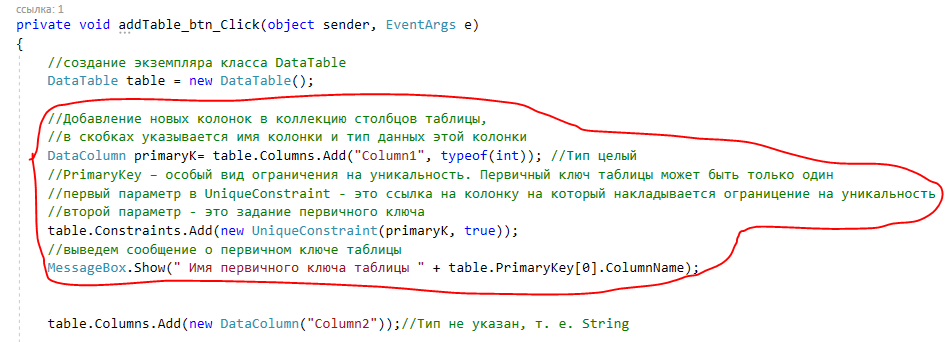 ссылка: 1
private void addTable_btn_Click(object sender, EventArgs e)
{
//создание экземпляра класса DataTable
DataTable table = new DataTable();
//Добавление новых колонок в коллекцию столбцов таблицы,
//в скобках указывается имя колонки и тип данных этой колонки
DataColumn primaryK= table.Columns.Add("Column1", typeof(int)); //Тип целый
//PrimaryKey – особый вид ограничения на уникальность. Первичный ключ таблицы может быть только один
//первый параметр в UniqueConstraint - это ссылка на колонку на который накладывается ограницение на уникальность
//второй параметр - это задание первичного ключа
table.Constraints.Add(new UniqueConstraint(primaryK, true));
//выведем сообщение о первичном ключе таблицы
MessageBox.Show(" Имя первичного ключа таблицы " + table.PrimaryKey[0].ColumnName);
table.Columns.Add(new DataColumn("Column2"));//Тип не указан, т. е. String